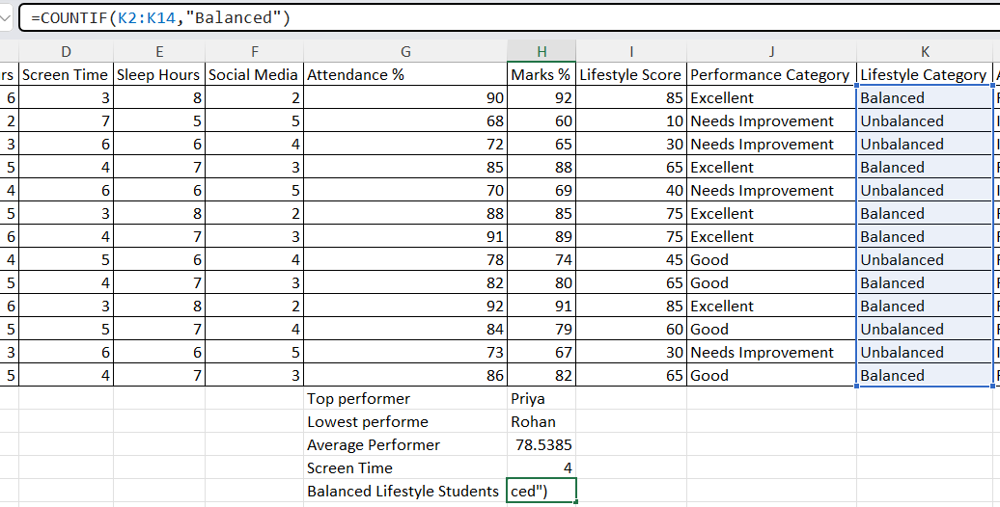 =COUNTIF(K2:K14,"Balanced")
D E F G H I J K
rs Screen Time Sleep Hours Social Media Attendance % Marks % Lifestyle Score Performance Category Lifestyle Category
6 3 8 2 90 92 85 Excellent Balanced
2 7 5 5 68 60 10 Needs Improvement Unbalanced
3 6 6 4 72 65 30 Needs Improvement Unbalanced
5 4 7 3 85 88 65 Excellent Balanced
4 6 6 5 70 69 40 Needs Improvement Unbalanced
5 3 8 2 88 85 75 Excellent Balanced
6 4 7 3 91 89 75 Excellent Balanced
4 5 6 4 78 74 45 Good Unbalanced
5 4 7 3 82 80 65 Good Balanced
6 3 8 2 92 91 85 Excellent Balanced
5 5 7 4 84 79 60 Good Unbalanced
3 6 6 5 73 67 30 Needs Improvement Unbalanced
5 4 7 3 86 82 65 Good Balanced
Top performer Priya
Lowest performe Rohan
Average Performer 78.5385
Screen Time 4
Balanced Lifestyle Students ced")